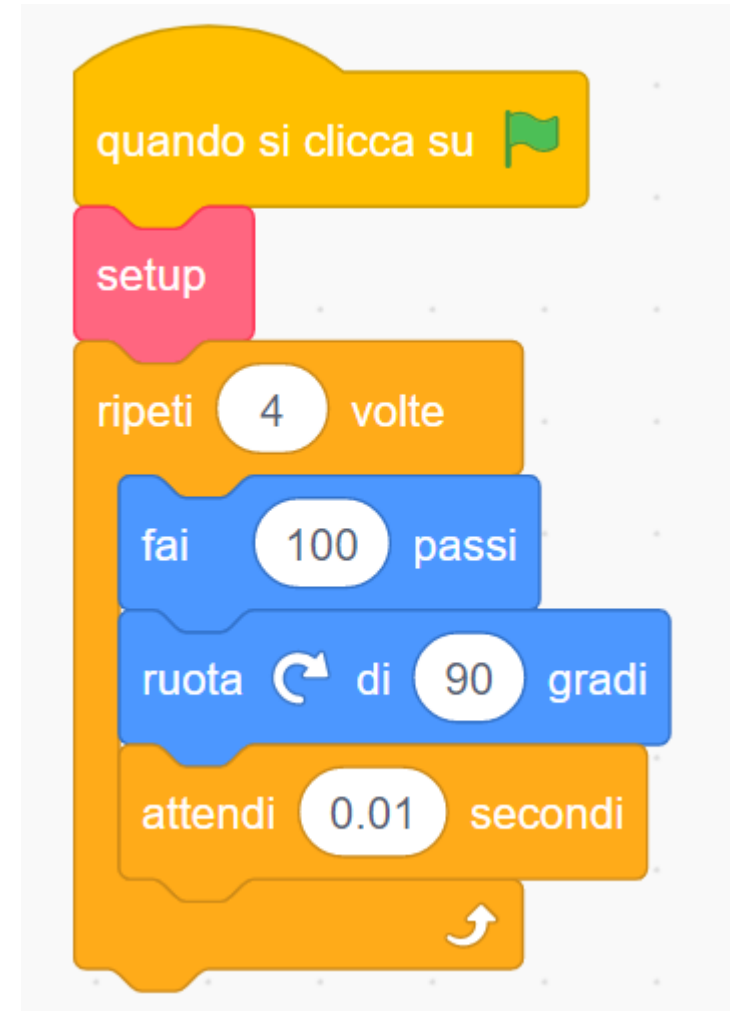 quando si clicca su
setup
ripeti 4 volte
fai 100 passi
ruota di 90 gradi
attendi 0.01 secondi